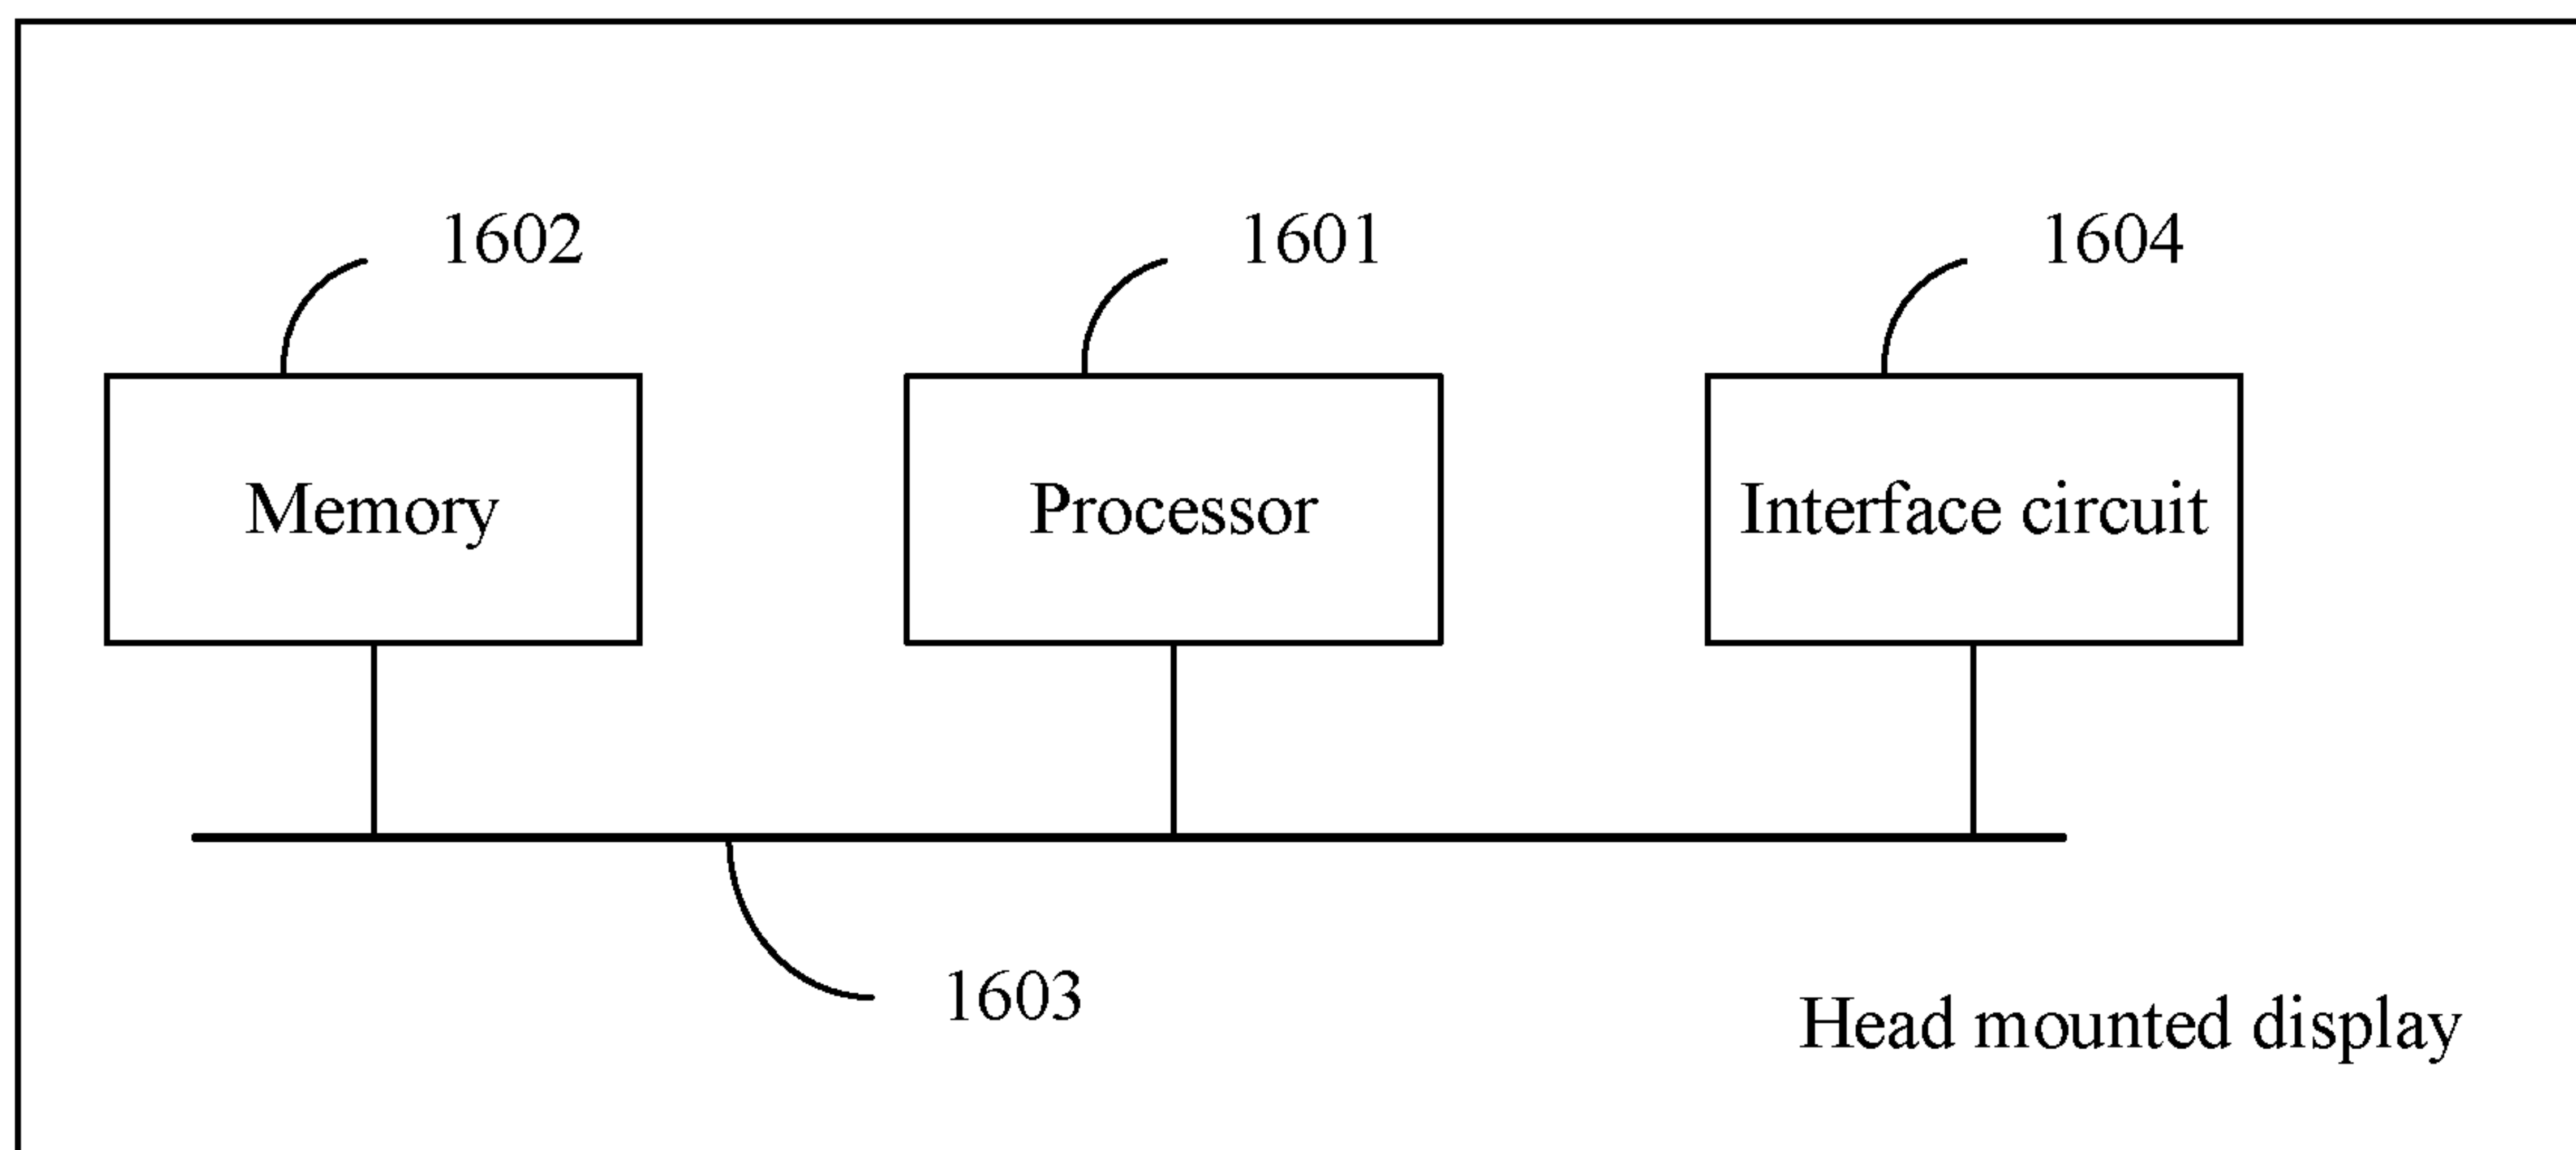 1602
1601
1604
Memory
Processor
Interface circuit
1603
Head mounted display